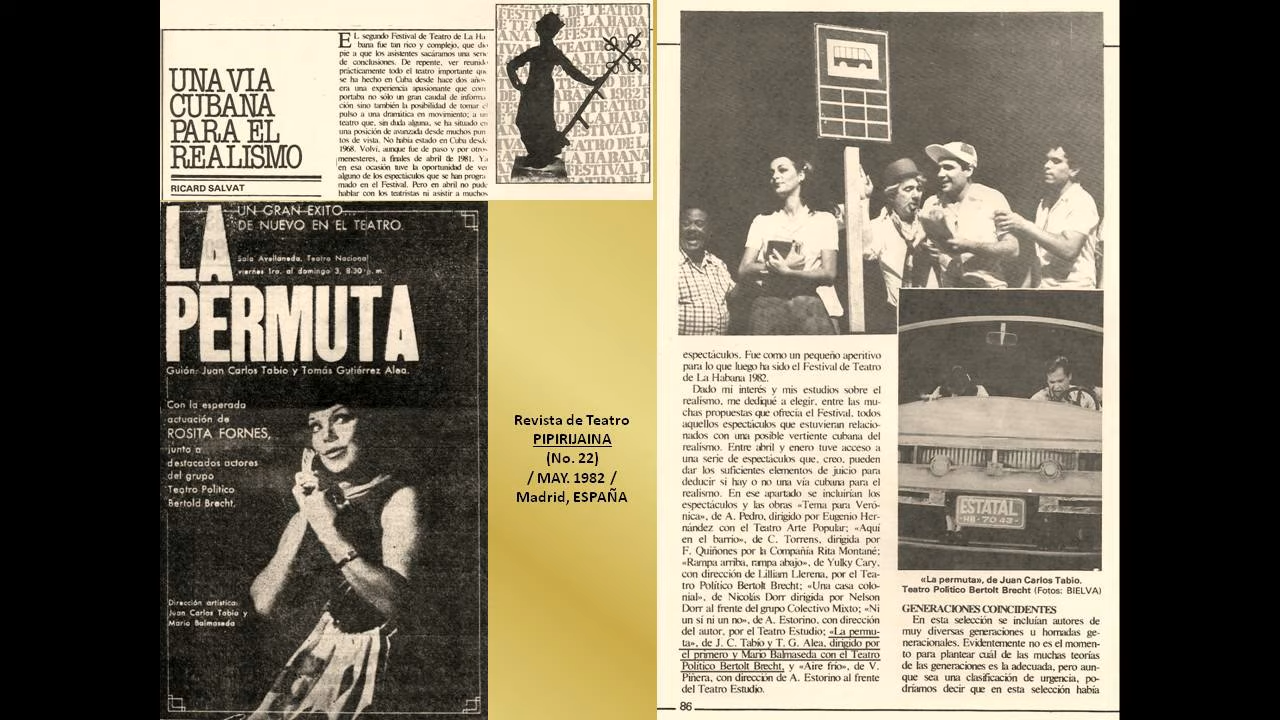 UNA VIA
CUBANA
PARA EL
REALISMO
RICARD SALVAT
EL segundo Festival de Teatro de La Ha
bana fue tan rico y complejo, que dio
pie a que los asistentes sacáramos una serie
de conclusiones. De repente, ver reunido
prácticamente todo el teatro importante que
se ha hecho en Cuba desde hace dos años,
era una experiencia apasionante que com
portaba no sólo un gran caudal de informa
ción sino también la posibilidad de tomar el
pulso a una dramática en movimiento; a un
teatro que, sin duda alguna, se ha situado en
una posición de avanzada desde muchos pun
tos de vista. No había estado en Cuba desde
1968. Volví, aunque fue de paso y por otros
menesteres, a finales de abril de 1981. Ya
en esa ocasión tuve la oportunidad de ver
alguno de los espectáculos que se han progra
mado en el Festival. Pero en abril no pude
hablar con los teatristas ni asistir a muchos
FESTIVAL DE TEATRO DE LA HABANA 1982
LA
PERMUTA
UN GRAN EXITO...
DE NUEVO EN EL TEATRO.
Sala Avellaneda, Teatro Nacional
viernes 1ro. al domingo 3, 8:30 p.m.
Guión: Juan Carlos Tabío y Tomás Gutiérrez Alea.
Con la esperada
actuación de
ROSITA FORNES,
junto a
destacados actores
del grupo
Teatro Político
Bertold Brecht.
Dirección artística:
Juan Carlos Tabío y
Mario Balmaseda
Revista de Teatro
PIPIRIJAINA
(No. 22)
/ MAY. 1982 /
Madrid, ESPAÑA
espectáculos. Fue como un pequeño aperitivo
para lo que luego ha sido el Festival de Teatro
de La Habana 1982.
Dado mi interés y mis estudios sobre el
realismo, me dediqué a elegir, entre las mu-
chas propuestas que ofrecía el Festival, todos
aquellos espectáculos que estuvieran relacio-
nados con una posible vertiente cubana del
realismo. Entre abril y enero tuve acceso a
una serie de espectáculos que, creo, pueden
dar los suficientes elementos de juicio para
deducir si hay o no una vía cubana para el
realismo. En ese apartado se incluirían los
espectáculos y las obras «Tema para Veró-
nica», de A. Pedro, dirigido por Eugenio Her-
nández con el Teatro Arte Popular; «Aquí
en el barrio», de C. Torrens, dirigida por
F. Quiñones por la Compañía Rita Montané;
«Rampa arriba, rampa abajo», de Yulky Cary,
con dirección de Lilliam Llerena, por el Tea-
tro Político Bertolt Brecht; «Una casa colo-
nial», de Nicolás Dorr dirigida por Nelson
Dorr al frente del grupo Colectivo Mixto; «Ni
un sí ni un no», de A. Estorino, con dirección
del autor, por el Teatro Estudio; «La permu-
ta», de J. C. Tabío y T. G. Alea, dirigido por
el primero y Mario Balmaseda con el Teatro
Político Bertolt Brecht, y «Aire frío», de V.
Piñera, con dirección de A. Estorino al frente
del Teatro Estudio.
86
ESTATAL
HB-7043
«La permuta», de Juan Carlos Tabio.
Teatro Politico Bertolt Brecht (Fotos: BIELVA)
GENERACIONES COINCIDENTES
En esta selección se incluían autores de
muy diversas generaciones u hornadas ge-
neracionales. Evidentemente no es el momen-
to para plantear cuál de las muchas teorías
de las generaciones es la adecuada, pero aun-
que sea una clasificación de urgencia, po-
dríamos decir que en esta selección había